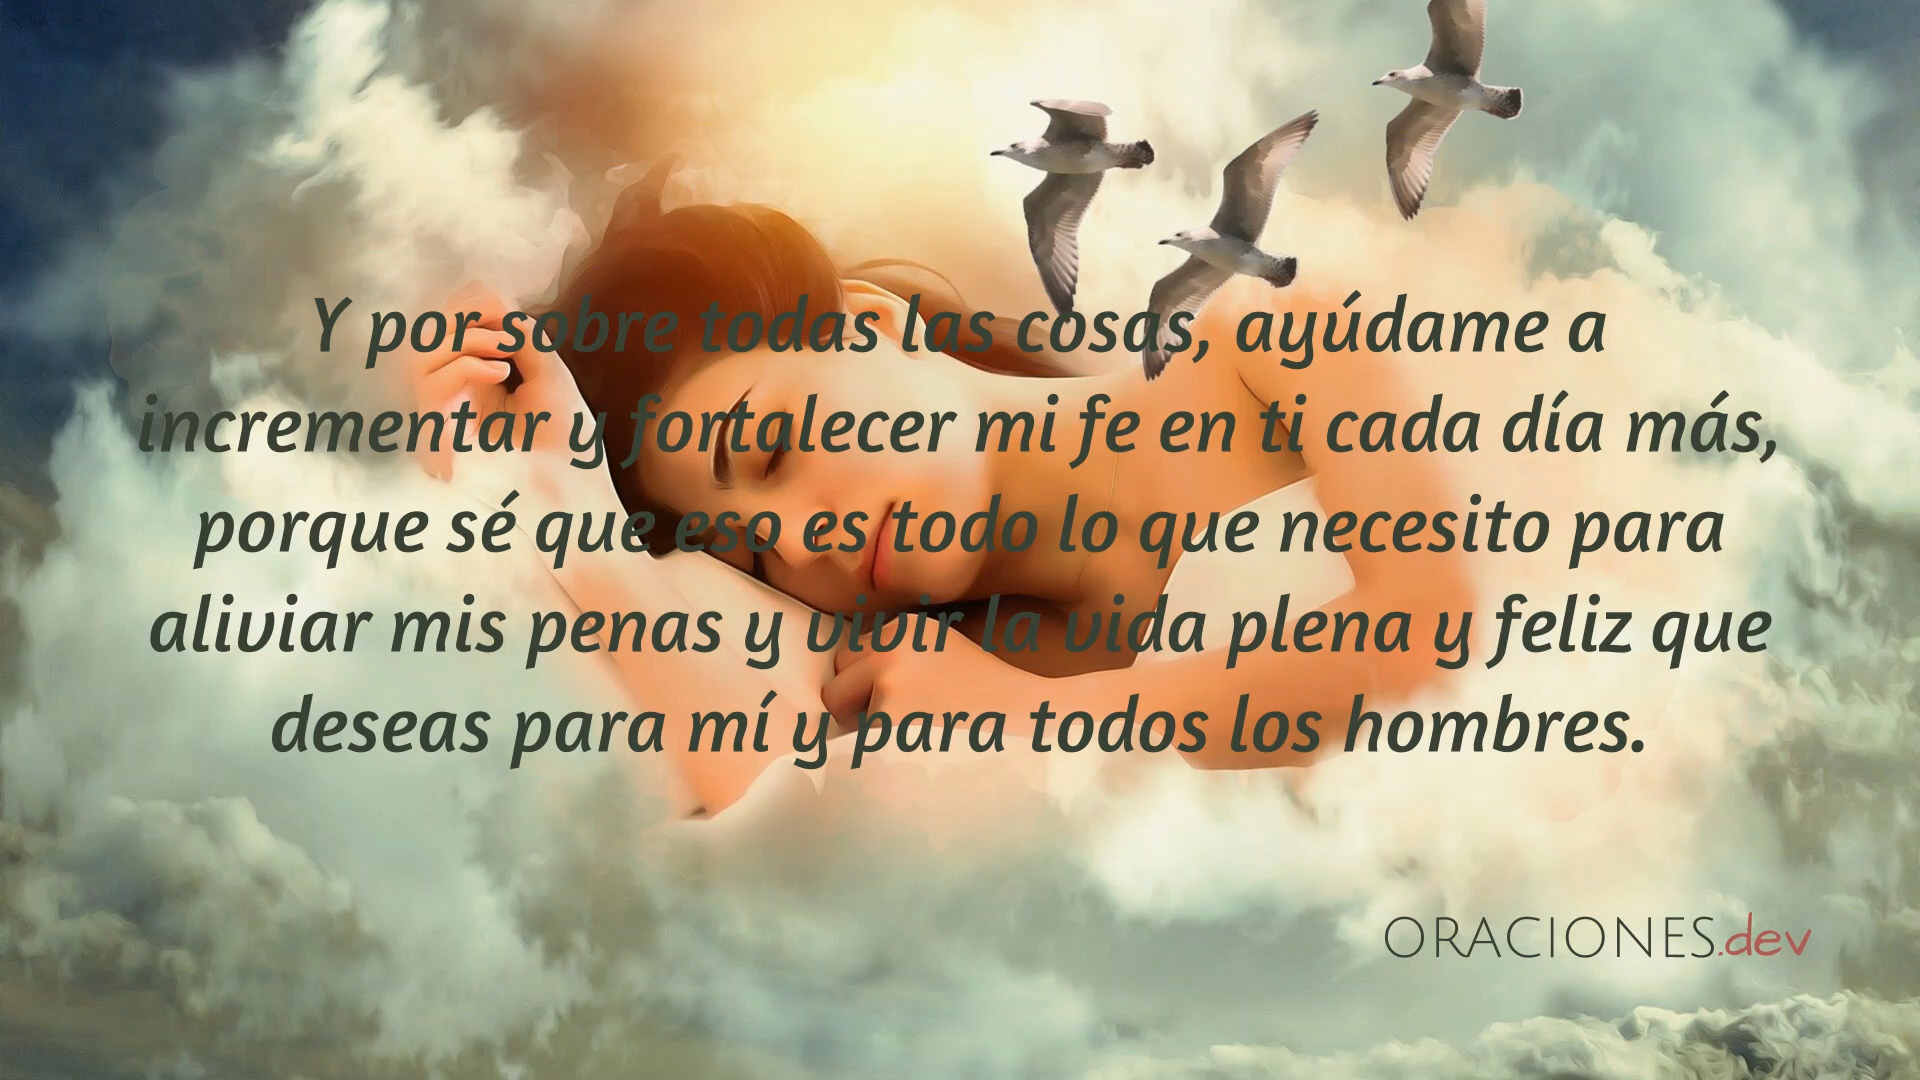 Y por sobre todas las cosas, ayúdame a
incrementar y fortalecer mi fe en ti cada día más,
porque sé que eso es todo lo que necesito para
aliviar mis penas y vivir la vida plena y feliz que
deseas para mí y para todos los hombres.
ORACIONES.dev